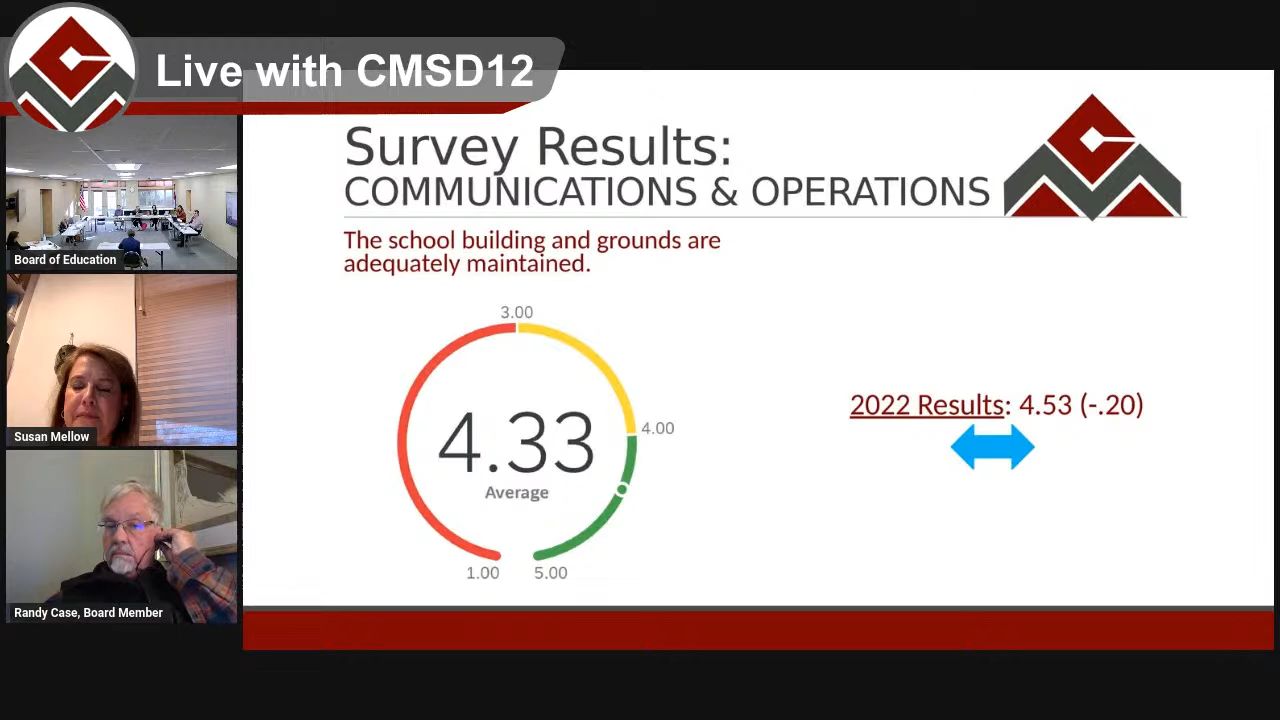 Live with CMSD12
Board of Education
Susan Mellow
Randy Case, Board Member
Survey Results:
COMMUNICATIONS & OPERATIONS
The school building and grounds are
adequately maintained.
3.00
4.00
4.33
Average
1.00
5.00
2022 Results: 4.53 (-.20)